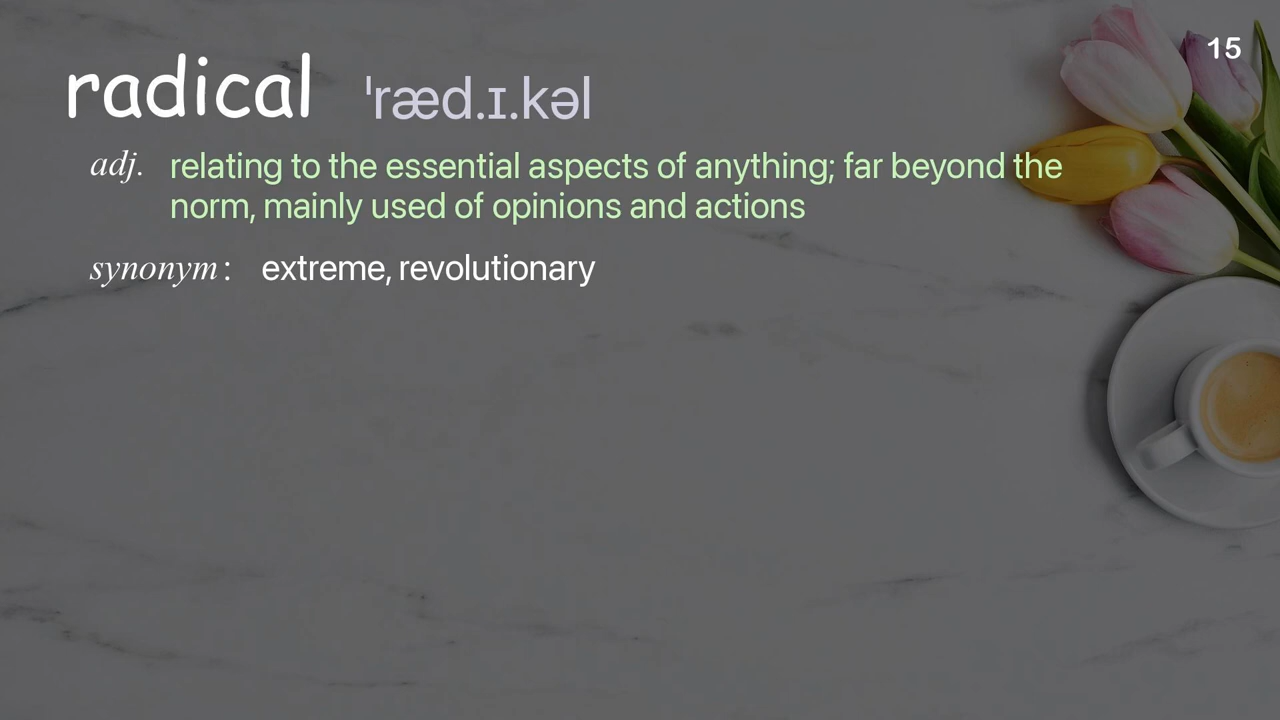 15
radical ˈræd.ɪ.kəl
adj. relating to the essential aspects of anything; far beyond the
norm, mainly used of opinions and actions
synonym : extreme, revolutionary